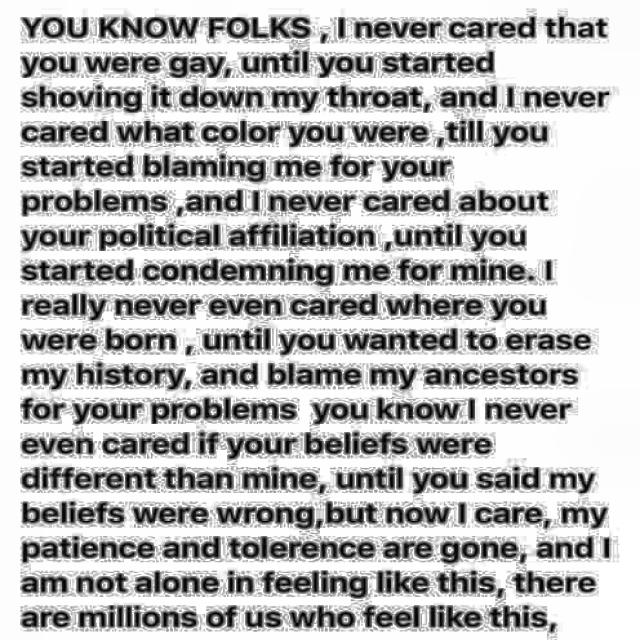 YOU KNOW FOLKS , I never cared that
you were gay, until you started
shoving it down my throat, and I never
cared what color you were ,till you
started blaming me for your
problems ,and I never cared about
your political affiliation ,until you
started condemning me for mine. I
really never even cared where you
were born , until you wanted to erase
my history, and blame my ancestors
for your problems  you know I never
even cared if your beliefs were
different than mine, until you said my
beliefs were wrong,but now I care, my
patience and tolerence are gone, and I
am not alone in feeling like this, there
are millions of us who feel like this,